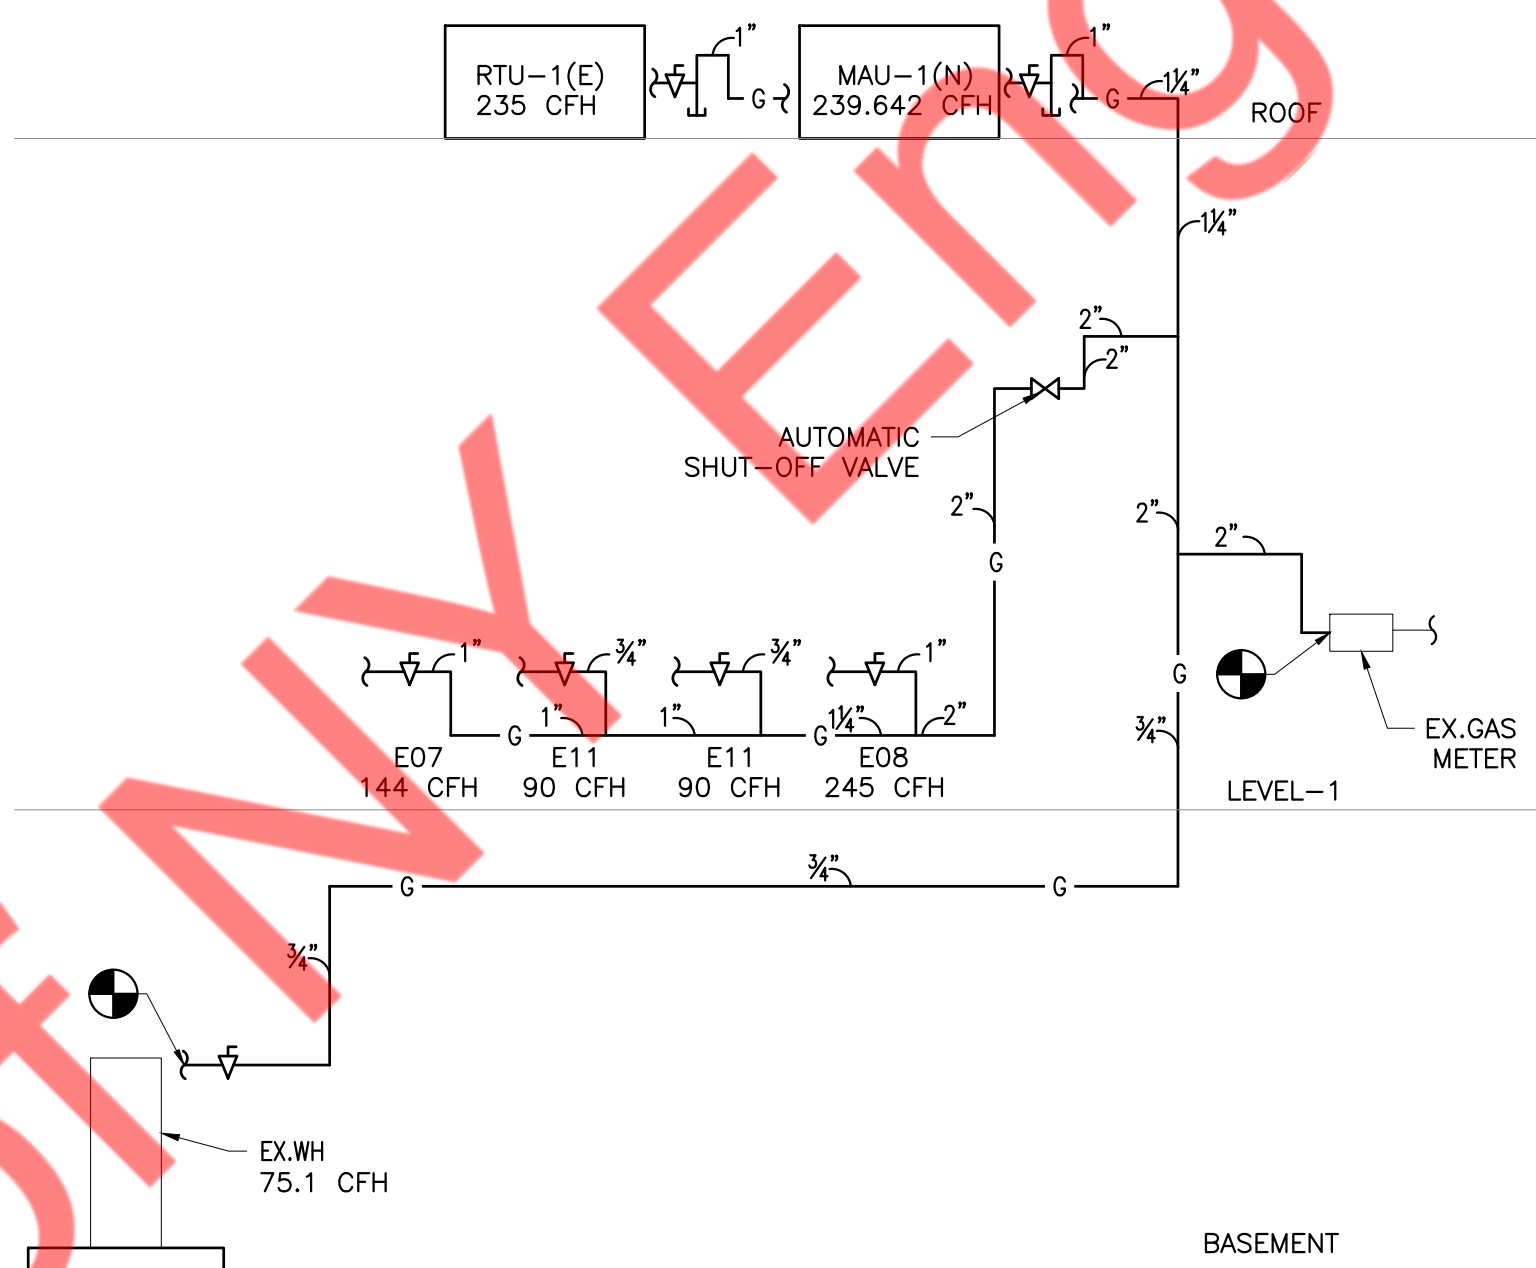 RTU-1(E)
235 CFH
1"
G
MAU-1(N)
239.642 CFH
1"
G
1¼"
ROOF
1¼"
2"
2"
AUTOMATIC
SHUT-OFF VALVE
2"
2"
2"
G
1"
¾"
¾"
1"
G
1"
1"
G
1¼"
2"
G
¾"
E07
144 CFH
E11
90 CFH
E11
90 CFH
E08
245 CFH
EX.GAS
METER
LEVEL-1
¾"
G
G
¾"
EX.WH
75.1 CFH
BASEMENT
NY Eng